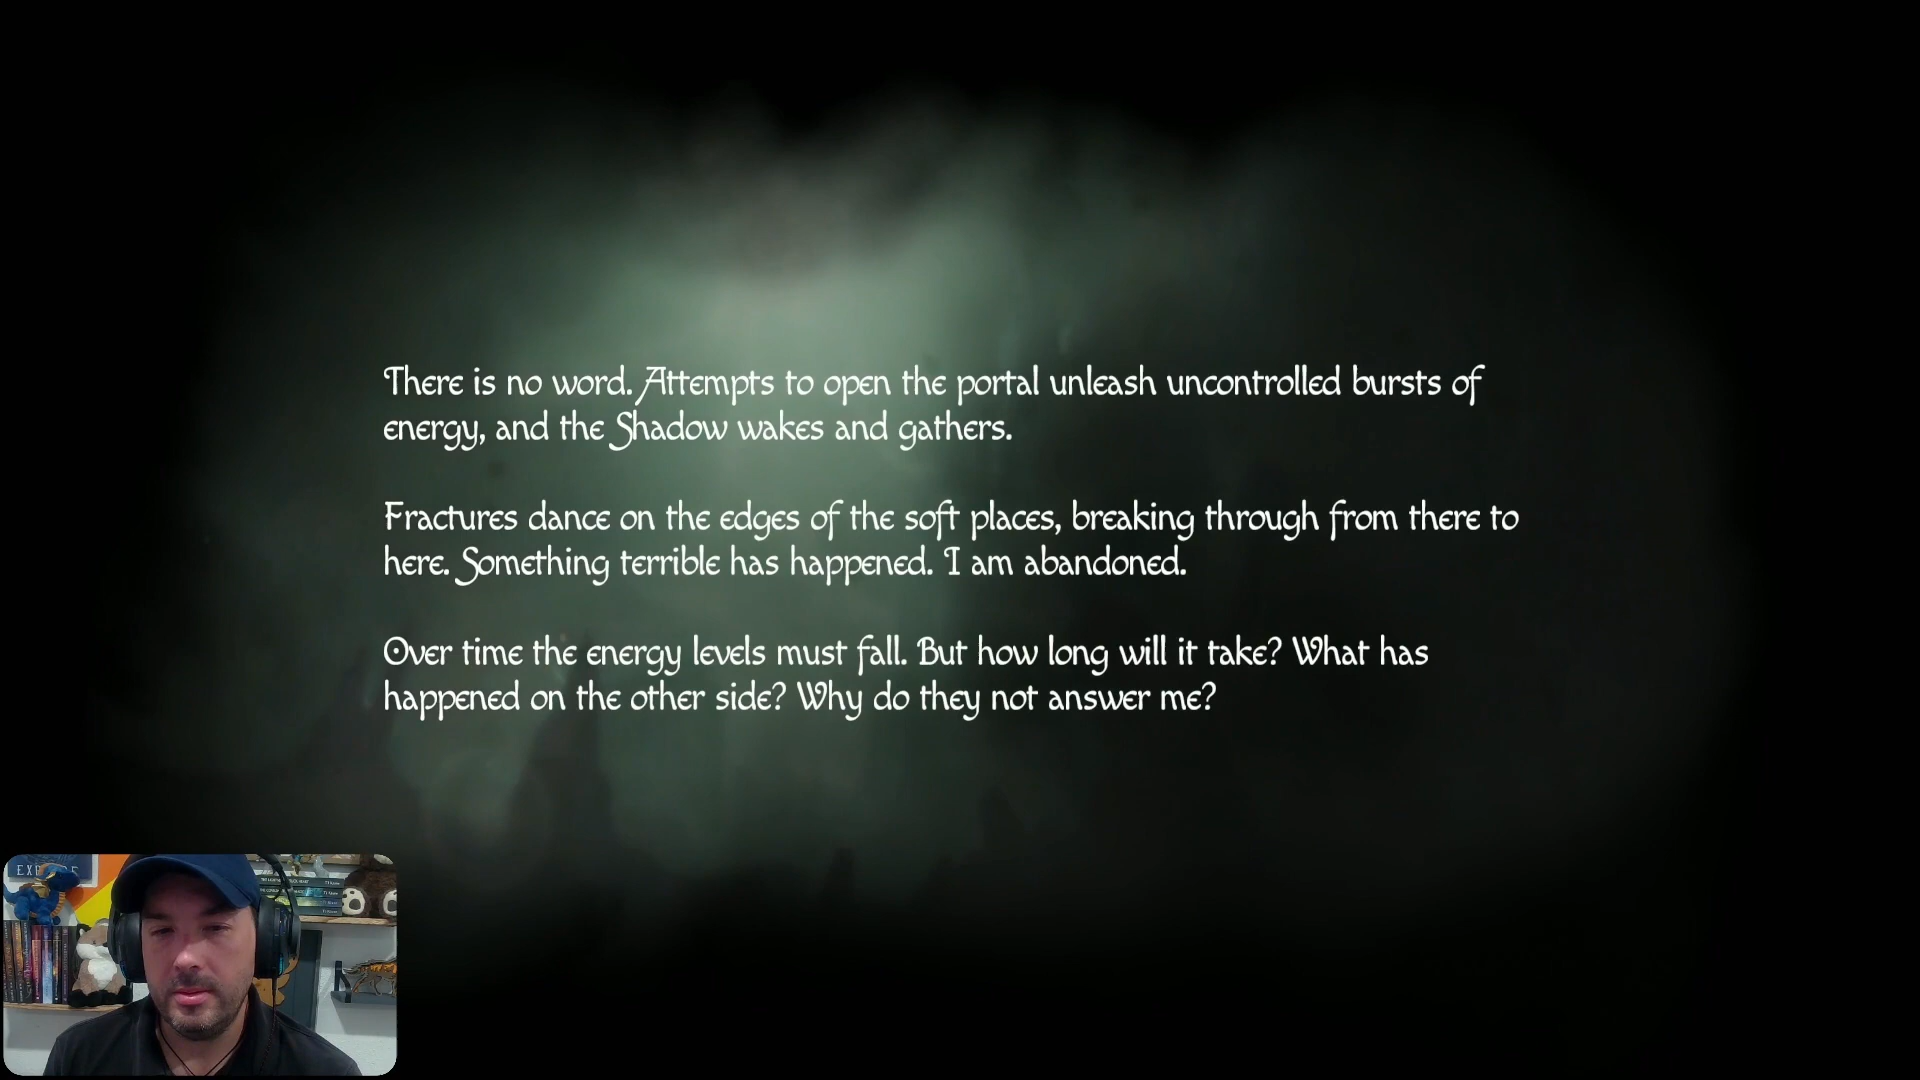 There is no word. Attempts to open the portal unleash uncontrolled bursts of
energy, and the Shadow wakes and gathers.
Fractures dance on the edges of the soft places, breaking through from there to
here. Something terrible has happened. I am abandoned.
Over time the energy levels must fall. But how long will it take? What has
happened on the other side? Why do they not answer me?